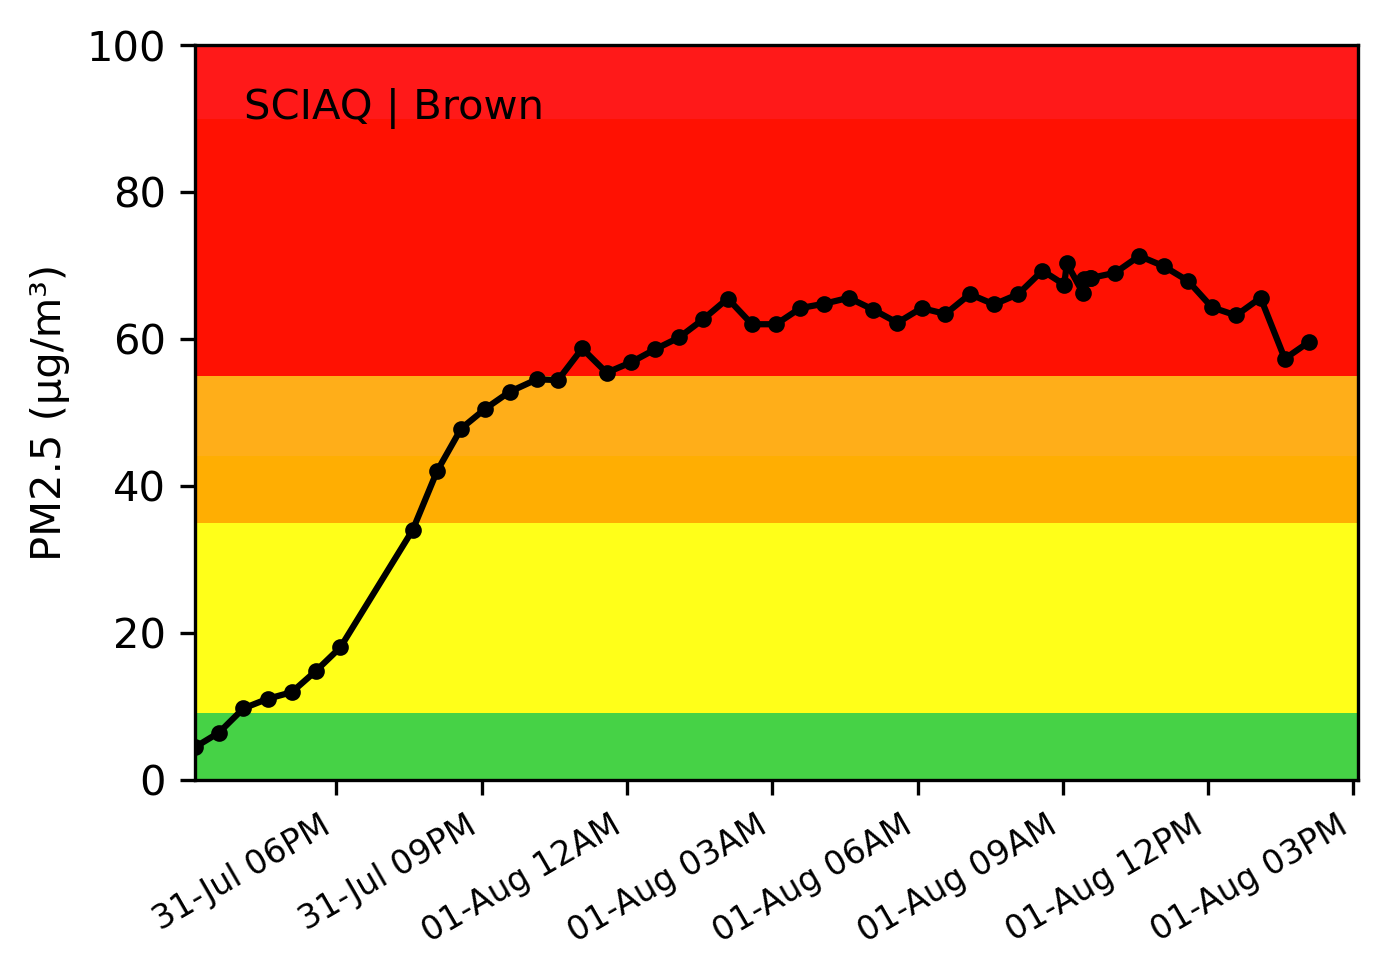 SCIAQ | Brown
PM2.5 (μg/m³)
100
80
60
40
20
0
31-Jul 06PM
31-Jul 09PM
01-Aug 12AM
01-Aug 03AM
01-Aug 06AM
01-Aug 09AM
01-Aug 12PM
01-Aug 03PM